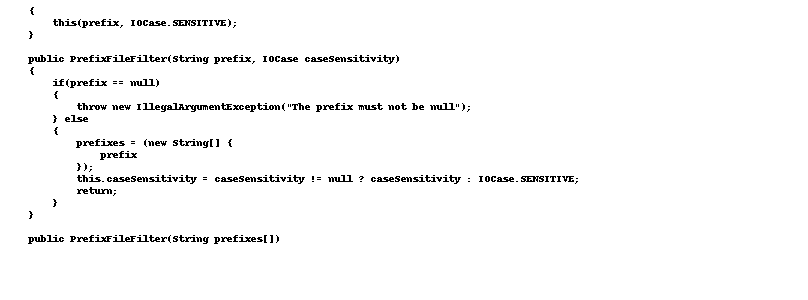 {
    this(prefix, IOCase.SENSITIVE);
}
public PrefixFileFilter(String prefix, IOCase caseSensitivity)
{
    if(prefix == null)
    {
        throw new IllegalArgumentException("The prefix must not be null");
    } else
    {
        prefixes = (new String[] {
            prefix
        });
        this.caseSensitivity = caseSensitivity != null ? caseSensitivity : IOCase.SENSITIVE;
        return;
    }
}
public PrefixFileFilter(String prefixes[])